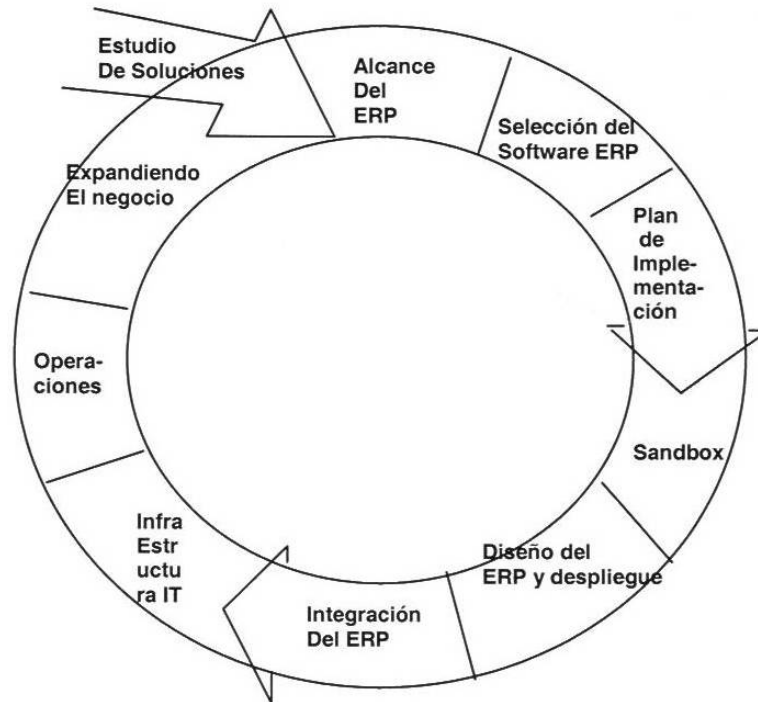 Estudio
De Soluciones
Alcance
Del
ERP
Selección del
Software ERP
Plan
de
Imple-
menta-
ción
Sandbox
Diseño del
ERP y despliegue
Integración
Del ERP
Infra
Estr
uctu
ra IT
Opera-
ciones
Expandiendo
El negocio